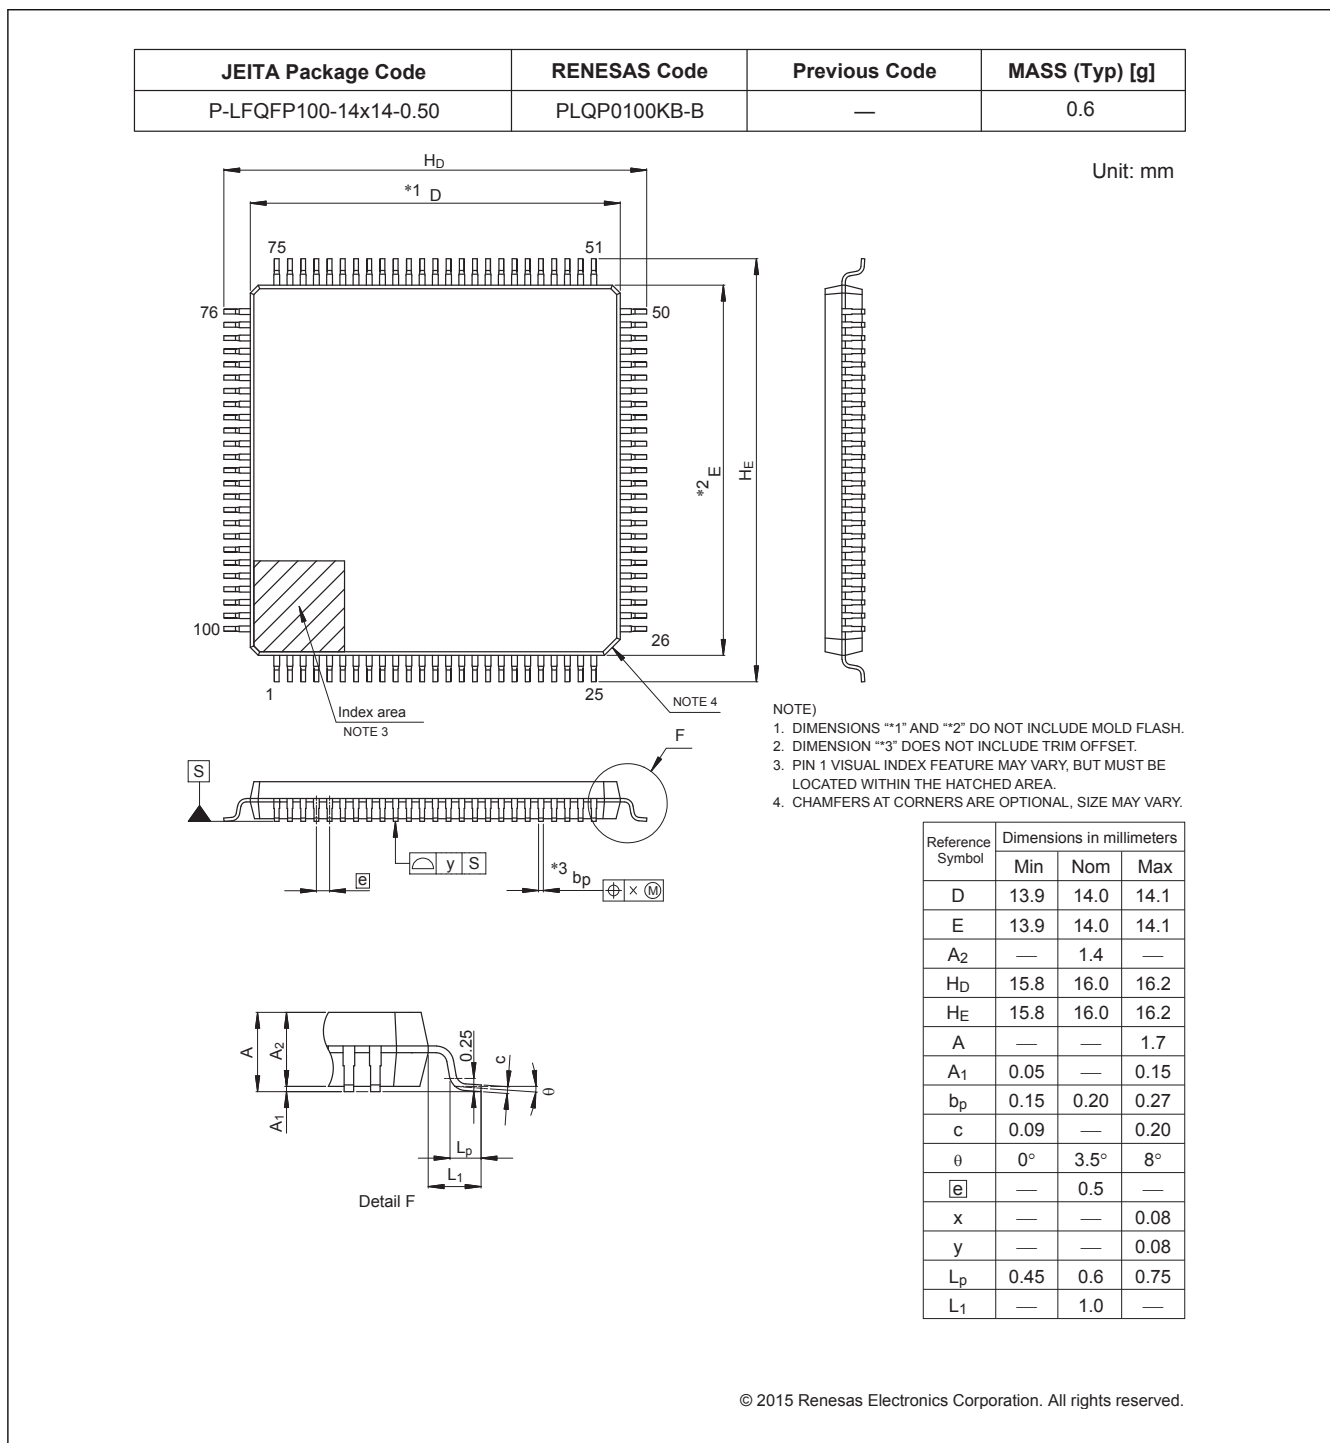 JEITA Package Code RENESAS Code Previous Code MASS (Typ) [g]
P-LFQFP100-14x14-0.50 PLQP0100KB-B — 0.6
Unit: mm
HD
*1 D
75 51
76 50
*2 E
HE
100 26
1 25
Index area
NOTE 3
NOTE 4
F
NOTE)
1. DIMENSIONS “*1” AND “*2” DO NOT INCLUDE MOLD FLASH.
2. DIMENSION “*3” DOES NOT INCLUDE TRIM OFFSET.
3. PIN 1 VISUAL INDEX FEATURE MAY VARY, BUT MUST BE
LOCATED WITHIN THE HATCHED AREA.
4. CHAMFERS AT CORNERS ARE OPTIONAL, SIZE MAY VARY.
S
y S
e
*3 bp
× M
Reference Symbol Dimensions in millimeters
Min Nom Max
D 13.9 14.0 14.1
E 13.9 14.0 14.1
A2 — 1.4 —
HD 15.8 16.0 16.2
HE 15.8 16.0 16.2
A — — 1.7
A1 0.05 — 0.15
bp 0.15 0.20 0.27
c 0.09 — 0.20
θ 0° 3.5° 8°
e — 0.5 —
x — — 0.08
y — — 0.08
Lp 0.45 0.6 0.75
L1 — 1.0 —
A
A2
A1
0.25
c
θ
Lp
L1
Detail F
© 2015 Renesas Electronics Corporation. All rights reserved.